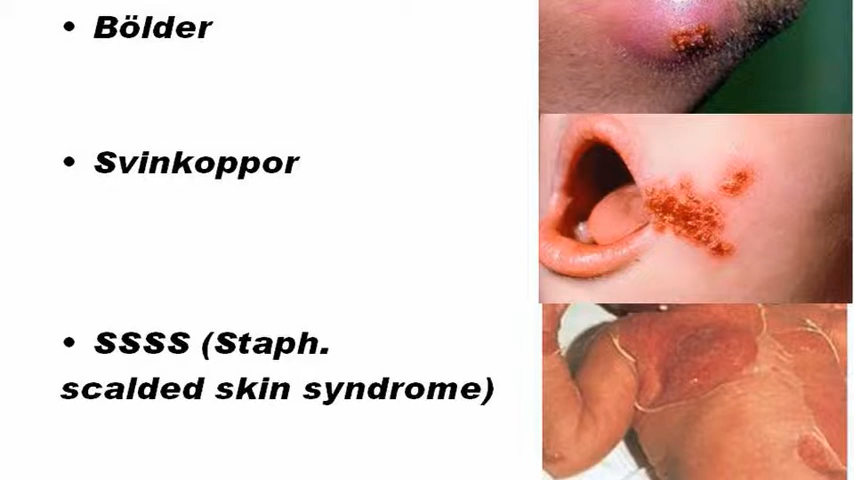 • Bölder
• Svinkoppor
• SSSS (Staph.
scalded skin syndrome)